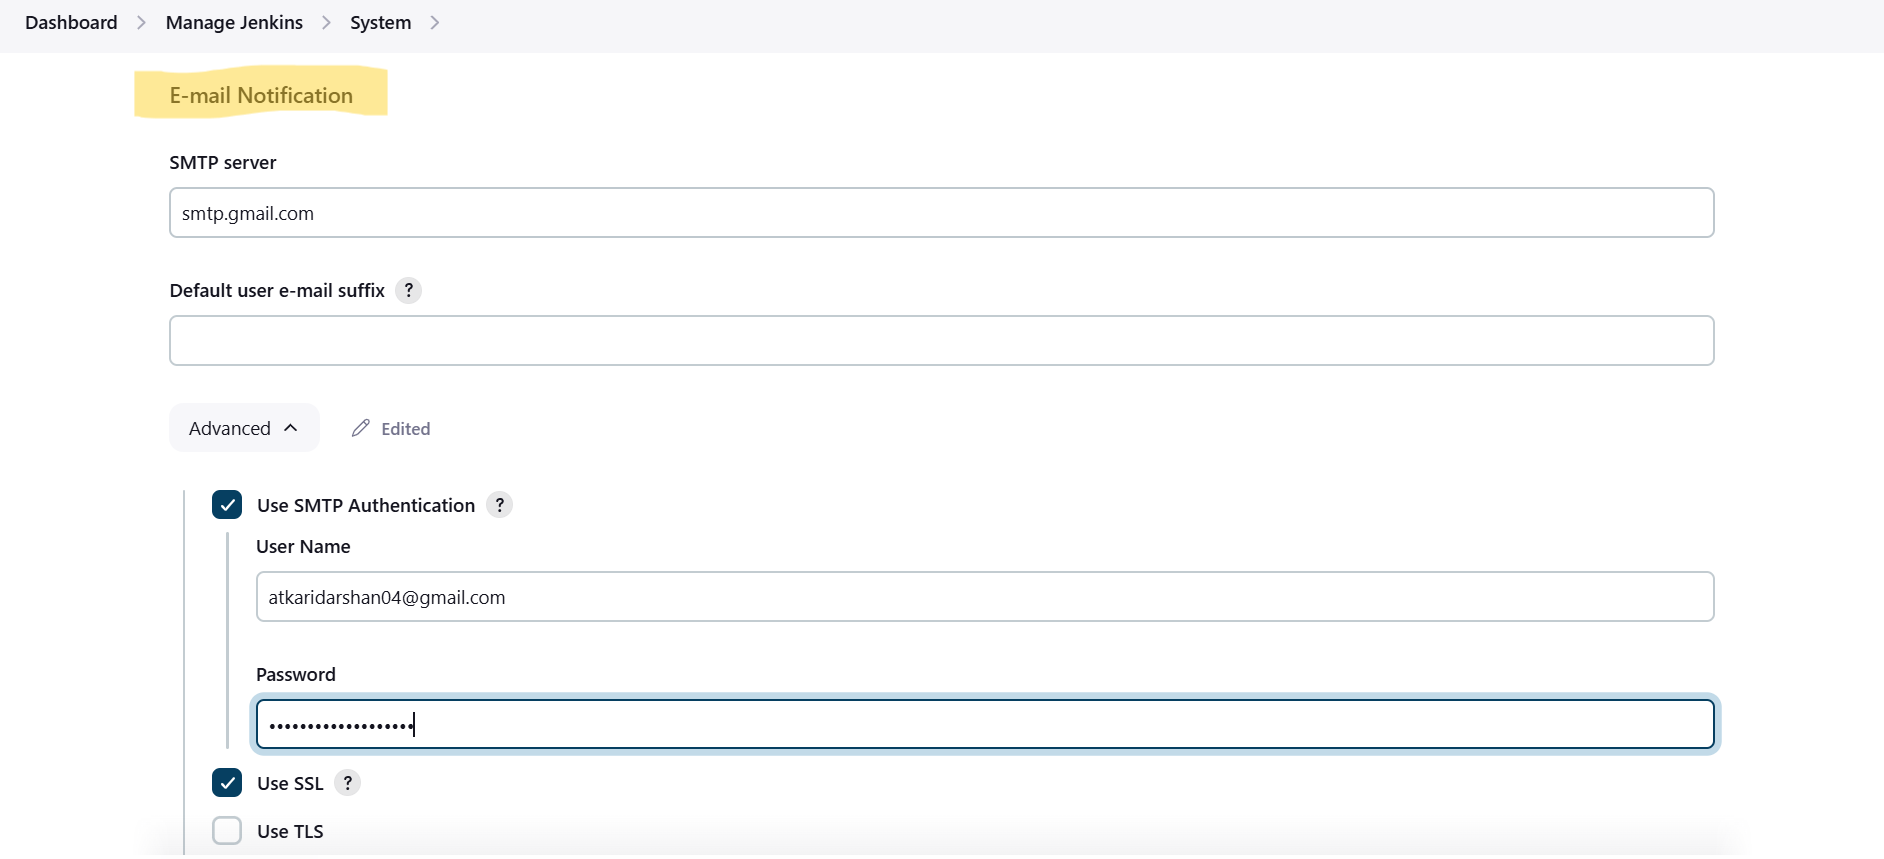 Dashboard > Manage Jenkins > System >
E-mail Notification
SMTP server
smtp.gmail.com
Default user e-mail suffix ?
Advanced Edited
Use SMTP Authentication ?
User Name
atkaridarshan04@gmail.com
Password
•••••••••••••••••••
Use SSL ?
Use TLS